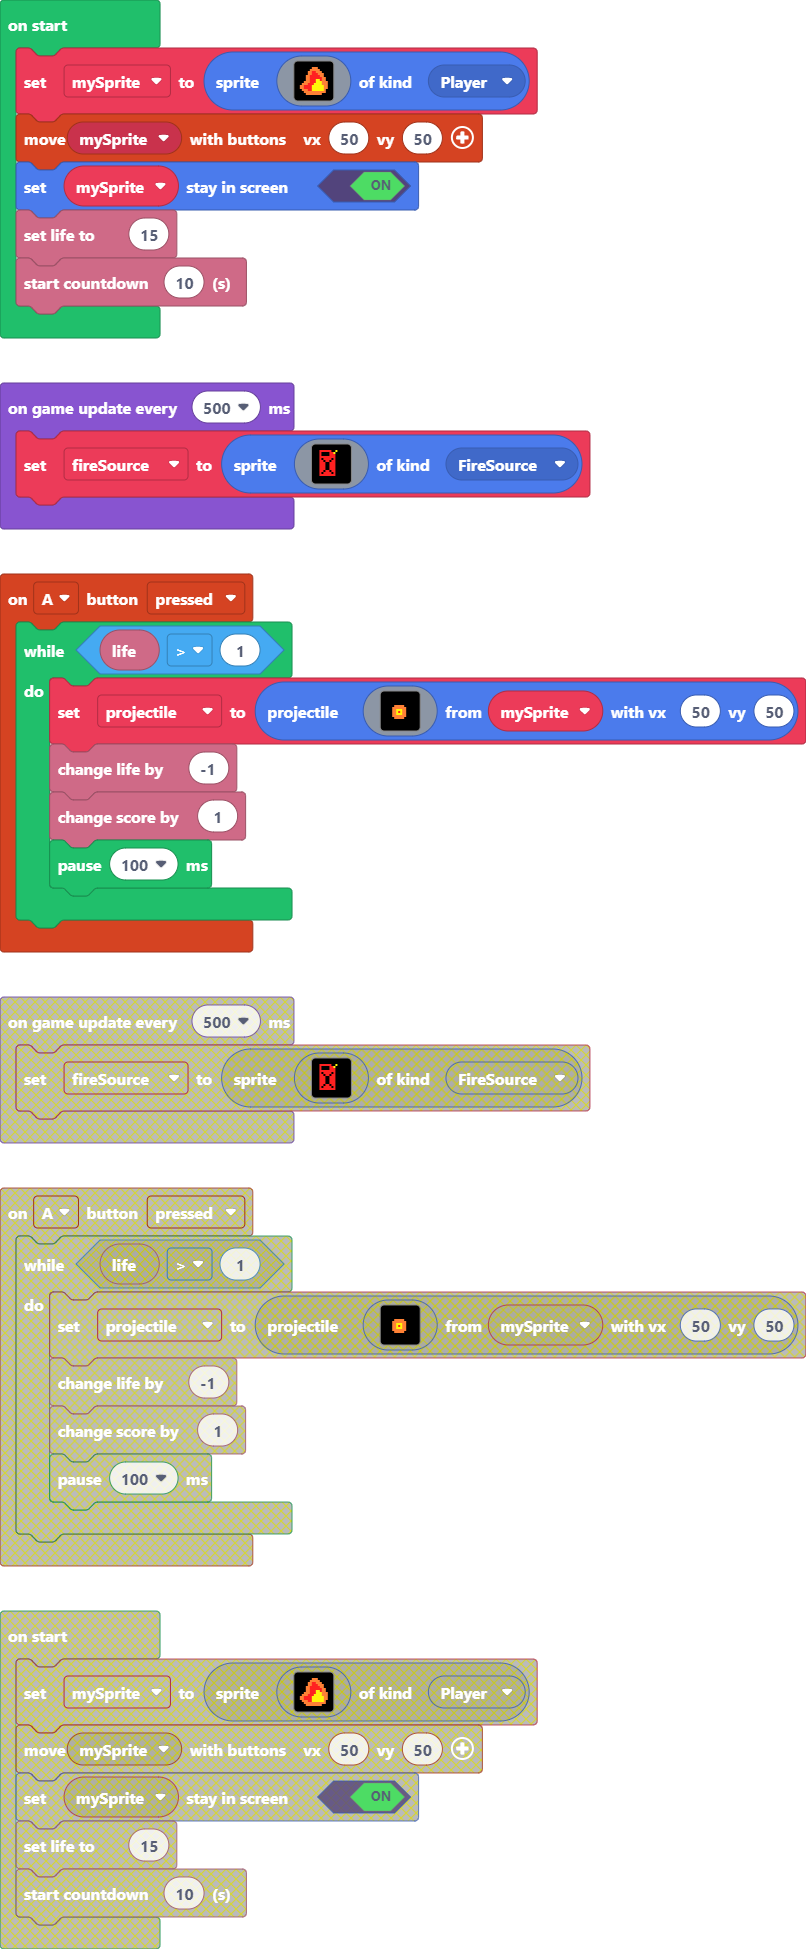 on start
set mySprite to sprite of kind Player
move mySprite with buttons vx 50 vy 50
set mySprite stay in screen ON
set life to 15
start countdown 10 (s)
on game update every 500 ms
set fireSource to sprite of kind FireSource
on A button pressed
while life > 1
do
set projectile to projectile from mySprite with vx 50 vy 50
change life by -1
change score by 1
pause 100 ms
on game update every 500 ms
set fireSource to sprite of kind FireSource
on A button pressed
while life > 1
do
set projectile to projectile from mySprite with vx 50 vy 50
change life by -1
change score by 1
pause 100 ms
on start
set mySprite to sprite of kind Player
move mySprite with buttons vx 50 vy 50
set mySprite stay in screen ON
set life to 15
start countdown 10 (s)